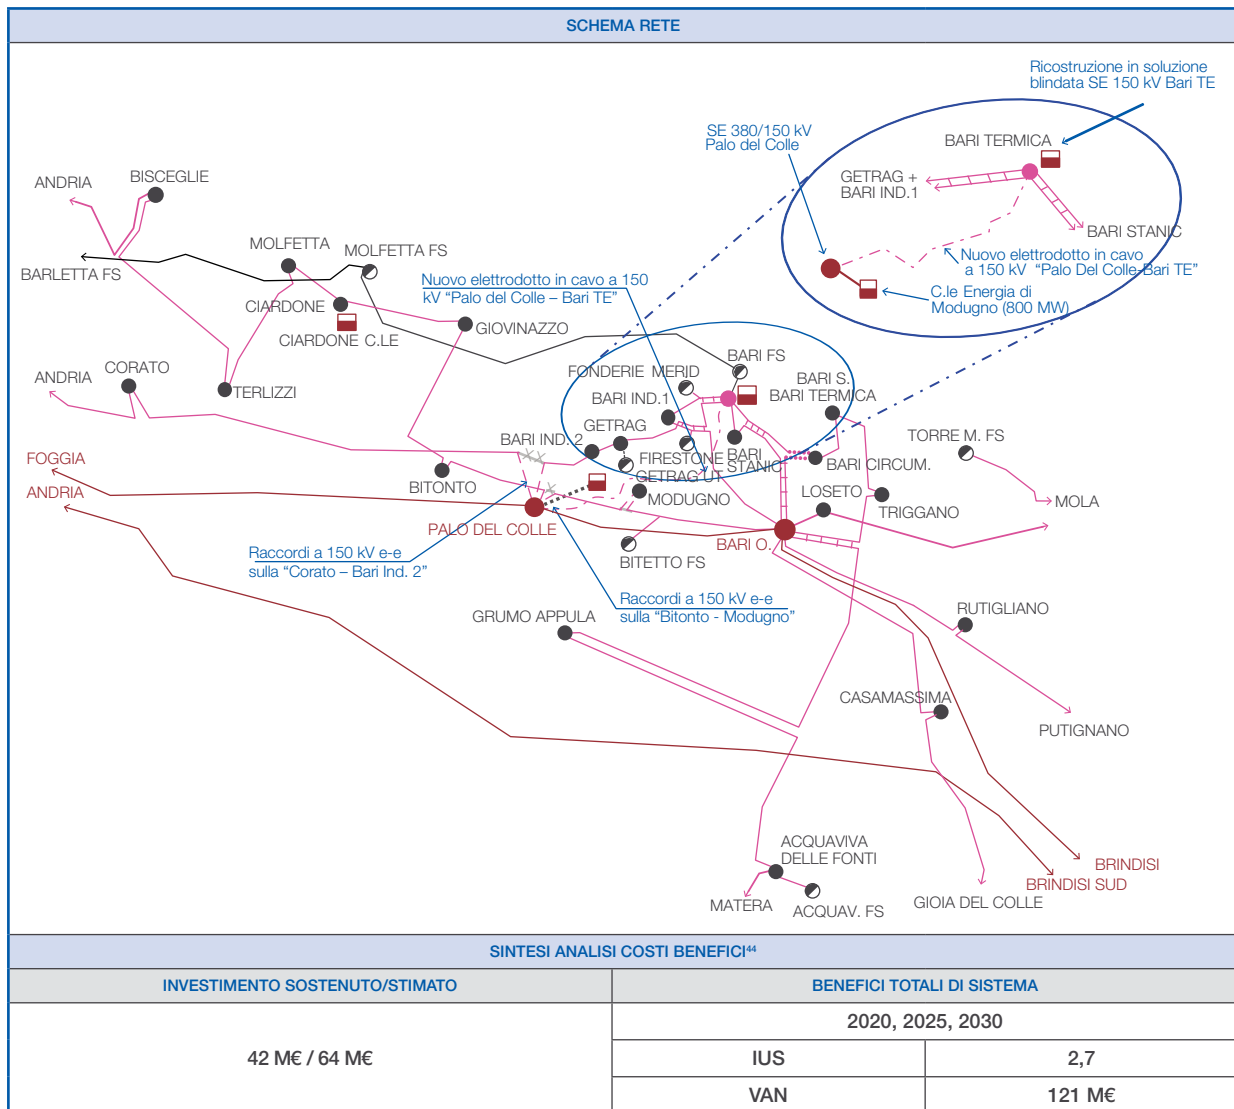 SCHEMA RETE
Ricostruzione in soluzione
blindata SE 150 kV Bari TE
SE 380/150 kV
Palo del Colle
BARI TERMICA
GETRAG +
BARI IND.1
BARI STANIC
Nuovo elettrodotto in cavo
a 150 kV “Palo Del Colle-Bari TE”
C.le Energia di
Modugno (800 MW)
ANDRIA
BISCEGLIE
MOLFETTA
MOLFETTA FS
BARLETTA FS
Nuovo elettrodotto in cavo a 150
kV “Palo del Colle – Bari TE”
CIARDONE
CIARDONE C.LE
GIOVINAZZO
BARI FS
FONDERIE MERID
BARI S.
BARI TERMICA
ANDRIA
CORATO
TERLIZZI
BARI IND.1
GETRAG
BARI IND. 2
TORRE M. FS
FOGGIA
BITONTO
FIRESTONE
BARI
STANIC
GETRAG UT
BARI CIRCUM.
ANDRIA
MODUGNO
LOSETO
TRIGGANO
MOLA
PALO DEL COLLE
BARI O.
Raccordi a 150 kV e-e
sulla “Corato – Bari Ind. 2”
BITETTO FS
Raccordi a 150 kV e-e
sulla “Bitonto - Modugno”
GRUMO APPULA
RUTIGLIANO
CASAMASSIMA
PUTIGNANO
ACQUAVIVA
DELLE FONTI
BRINDISI
BRINDISI SUD
MATERA
ACQUAV. FS
GIOIA DEL COLLE
SINTESI ANALISI COSTI BENEFICI44
INVESTIMENTO SOSTENUTO/STIMATO
BENEFICI TOTALI DI SISTEMA
2020, 2025, 2030
42 M€ / 64 M€
IUS
2,7
VAN
121 M€